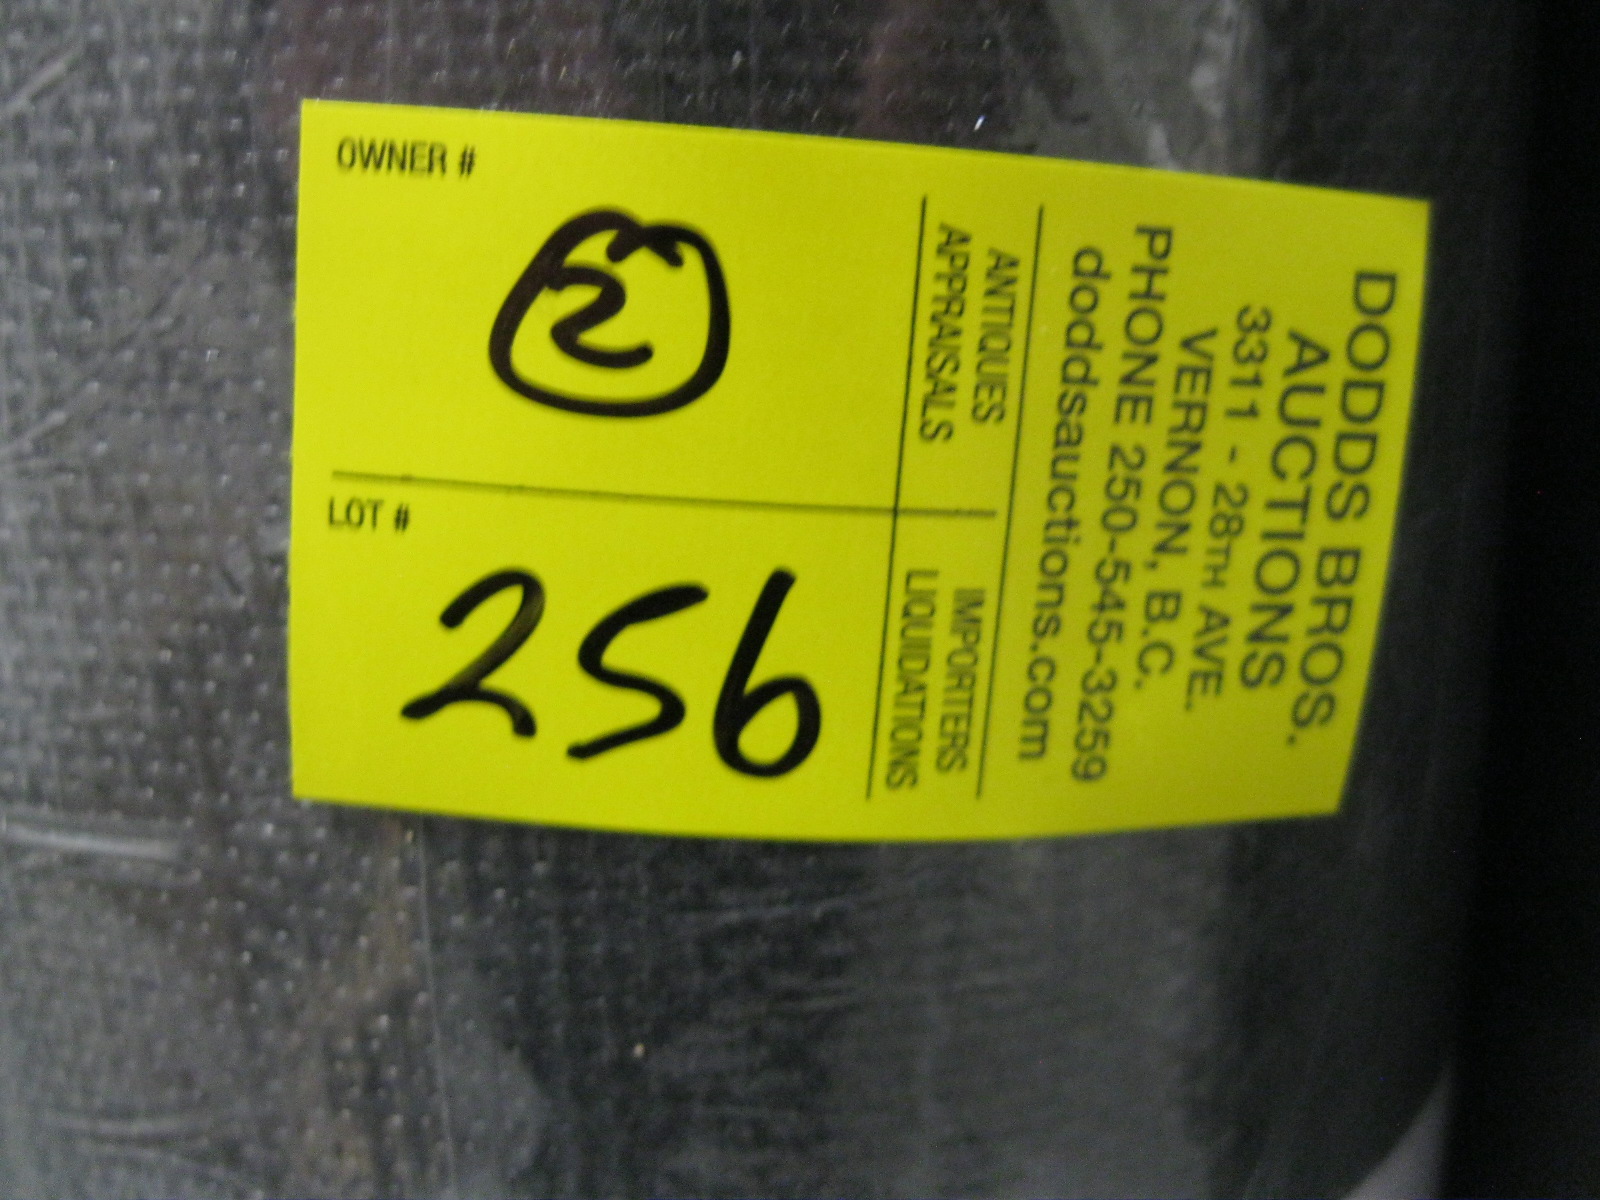 OWNER #
2
LOT #
256
DODDS BROS.
AUCTIONS
3311 - 28TH AVE.
VERNON, B.C.
PHONE 250-545-3259
doddsauctions.com
ANTIQUES IMPORTERS
APPRAISALS LIQUIDATIONS